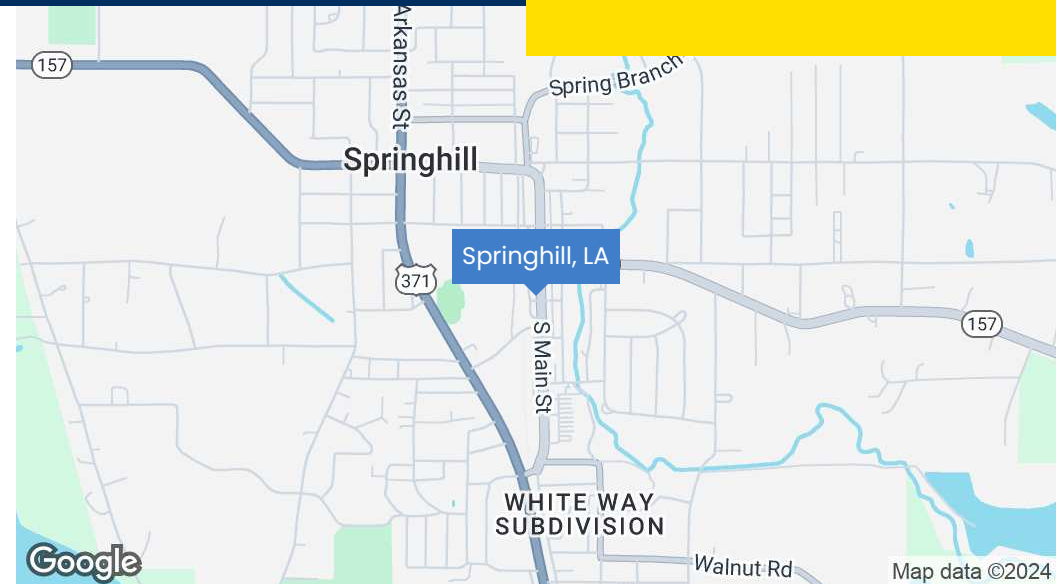 Arkansas St
157
Spring Branch
Springhill
Springhill, LA
371
157
S Main St
WHITE WAY
SUBDIVISION
Walnut Rd
Google
Map data ©2024